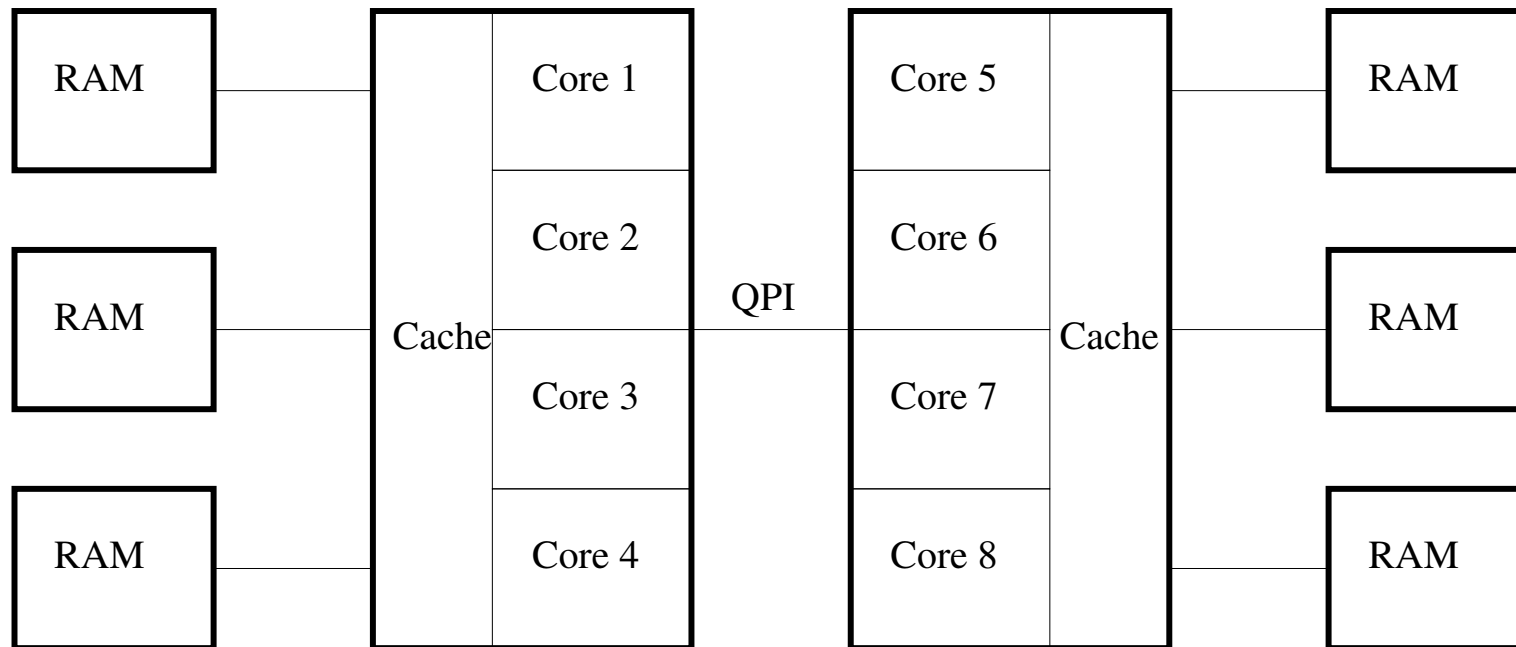 RAM
Core 1
Core 5
RAM
Core 2
Core 6
QPI
RAM
Cache
Cache
RAM
Core 3
Core 7
RAM
Core 4
Core 8
RAM